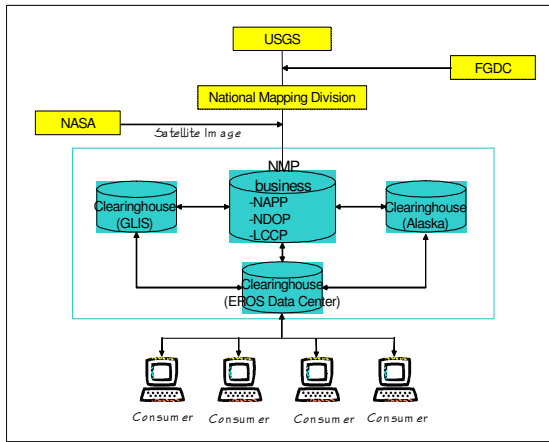 USGS
FGDC
National Mapping Division
NASA
Satellite Image
NMP
business
-NAPP
-NDOP
-LCCP
Clearinghouse
(GLIS)
Clearinghouse
(Alaska)
Clearinghouse
(EROS Data Center)
Consumer
Consumer
Consumer
Consumer